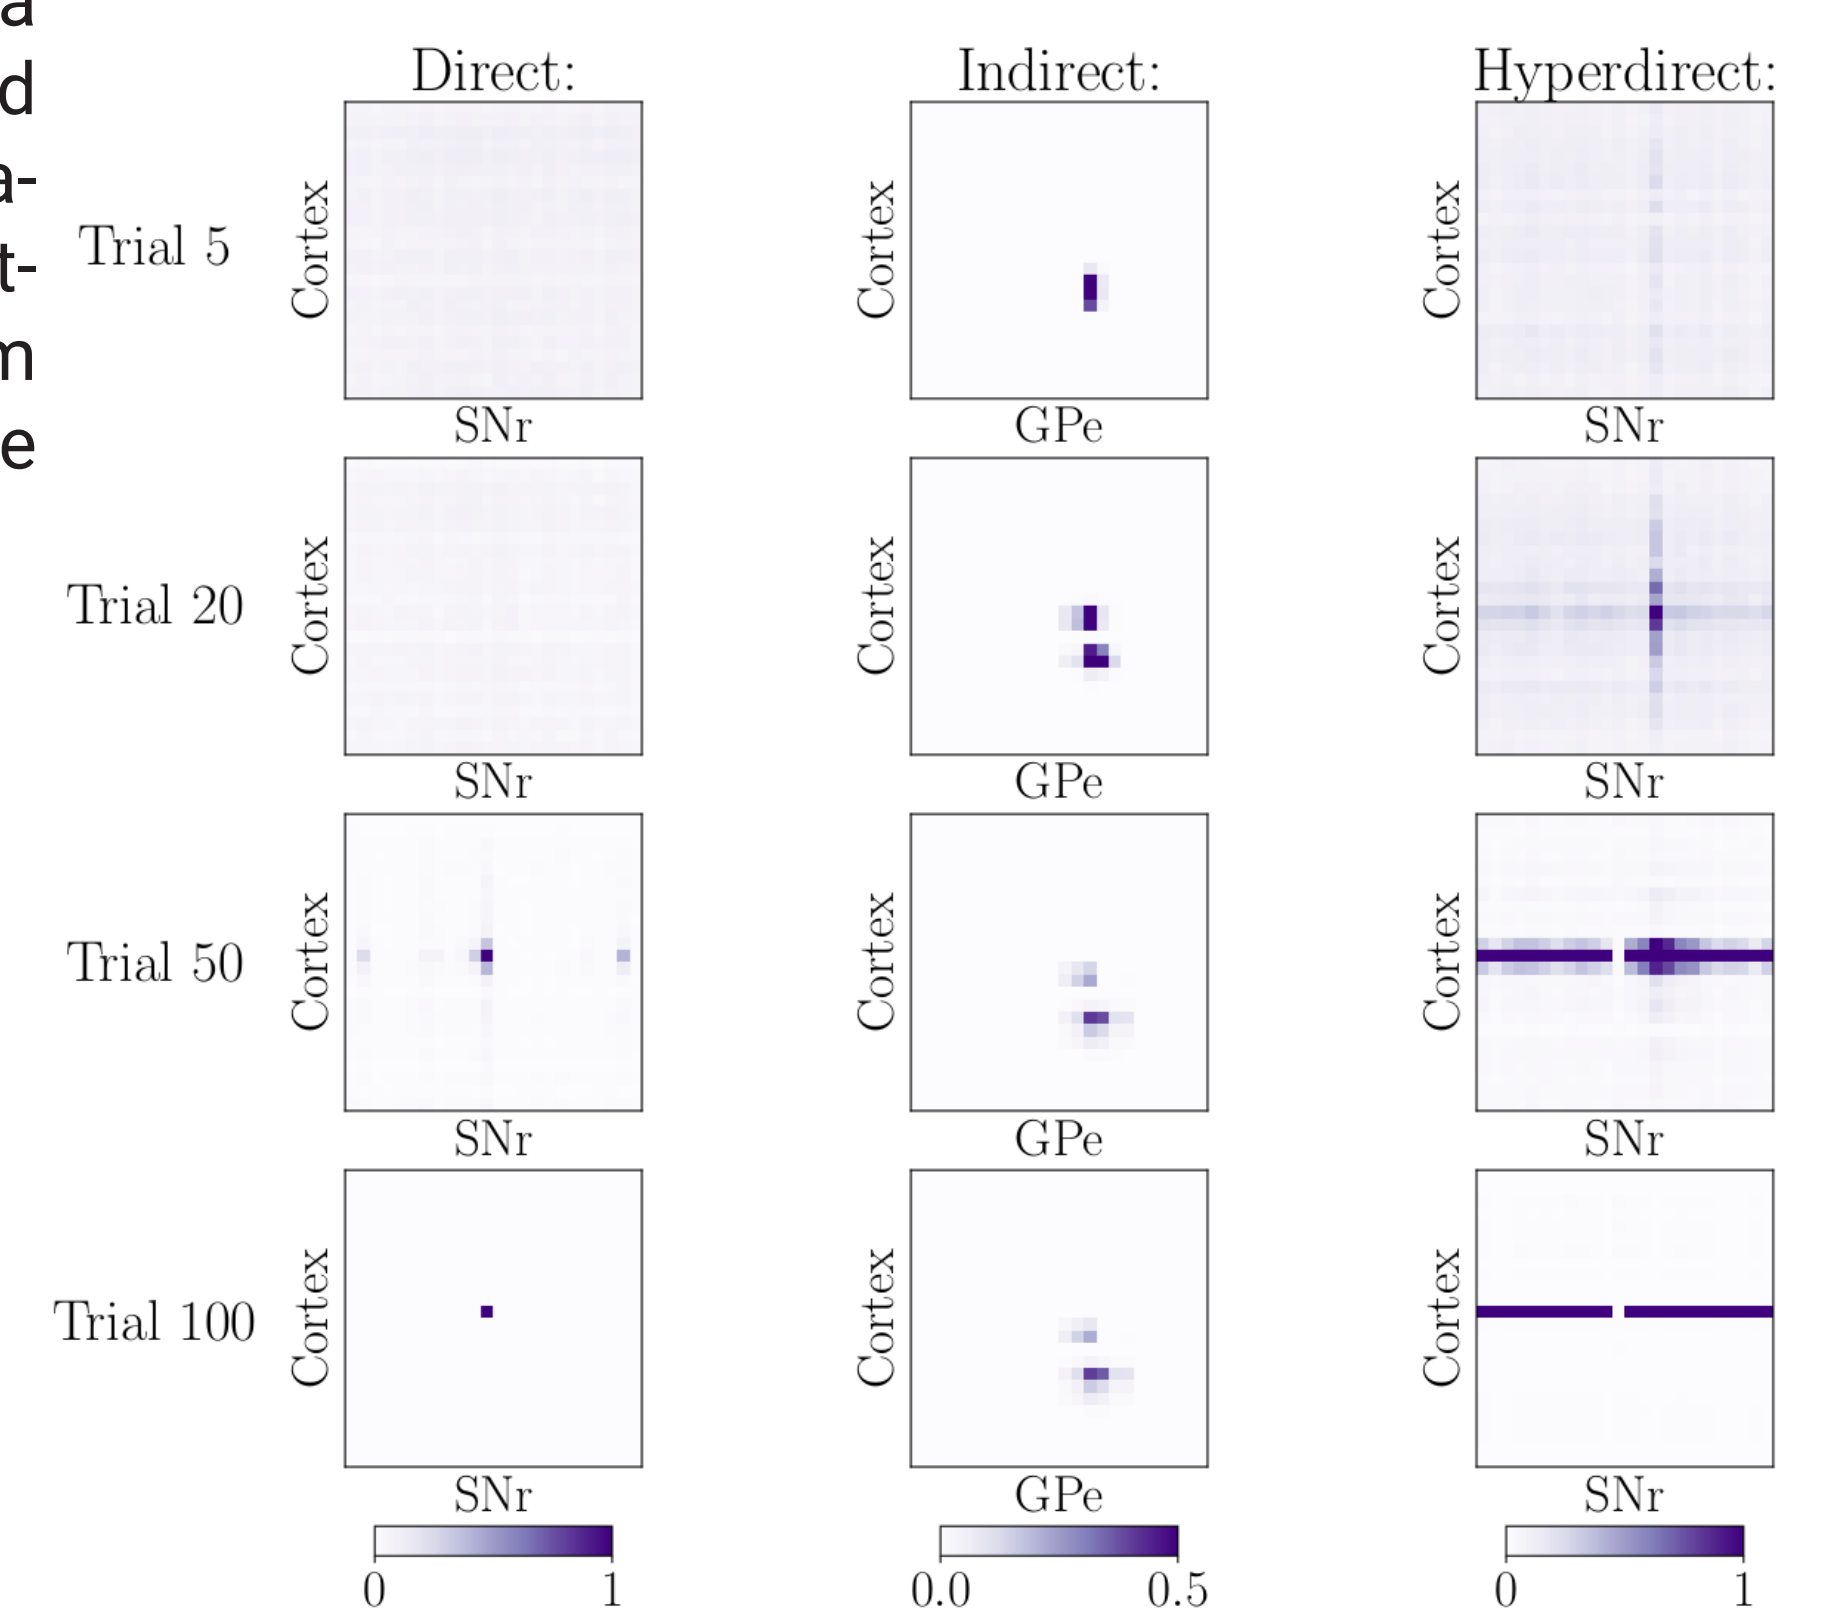 a
d
a-
t-
m
e
Direct: Indirect: Hyperdirect:
Trial 5 Cortex Cortex Cortex
SNr GPe SNr
Trial 20 Cortex Cortex Cortex
SNr GPe SNr
Trial 50 Cortex Cortex Cortex
SNr GPe SNr
Trial 100 Cortex Cortex Cortex
SNr GPe SNr
0 1 0.0 0.5 0 1